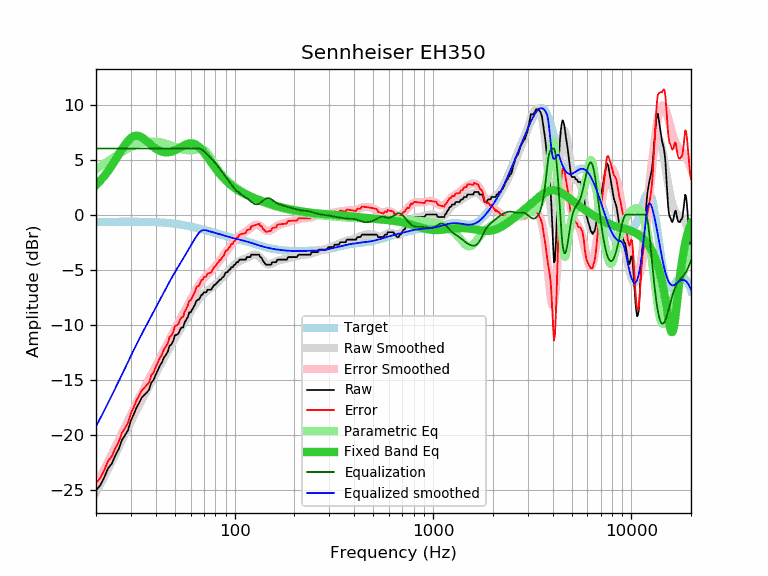 Sennheiser EH350
10
5
0
−5
−10
−15
−20
−25
Amplitude (dBr)
Target
Raw Smoothed
Error Smoothed
Raw
Error
Parametric Eq
Fixed Band Eq
Equalization
Equalized smoothed
100
1000
10000
Frequency (Hz)